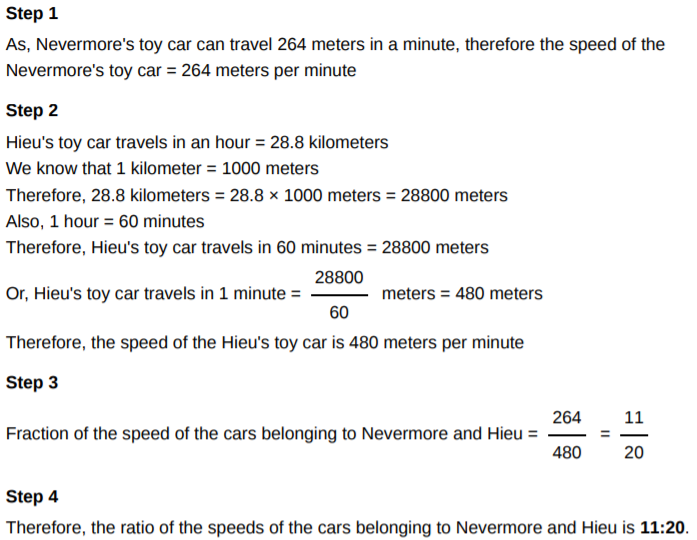 Step 1
As, Nevermore's toy car can travel 264 meters in a minute, therefore the speed of the
Nevermore's toy car = 264 meters per minute
Step 2
Hieu's toy car travels in an hour = 28.8 kilometers
We know that 1 kilometer = 1000 meters
Therefore, 28.8 kilometers = 28.8 × 1000 meters = 28800 meters
Also, 1 hour = 60 minutes
Therefore, Hieu's toy car travels in 60 minutes = 28800 meters
Or, Hieu's toy car travels in 1 minute = 28800/60 meters = 480 meters
Therefore, the speed of the Hieu's toy car is 480 meters per minute
Step 3
Fraction of the speed of the cars belonging to Nevermore and Hieu = 264/480 = 11/20
Step 4
Therefore, the ratio of the speeds of the cars belonging to Nevermore and Hieu is 11:20.